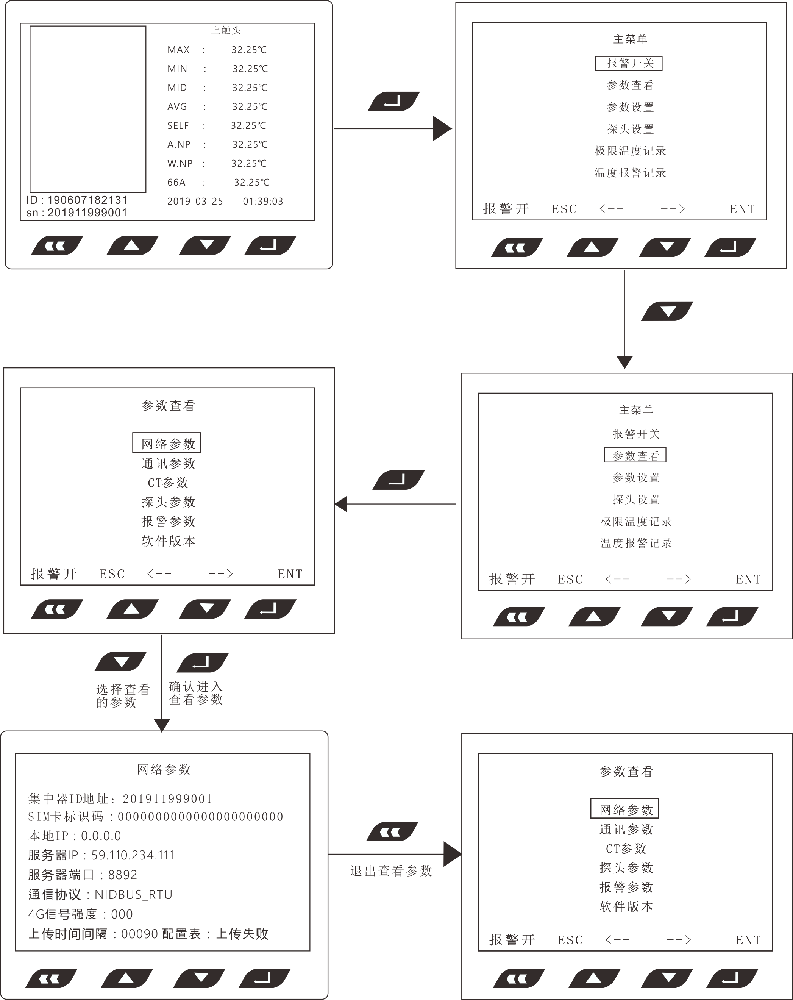 上触头
MAX : 32.25℃
MIN : 32.25℃
MID : 32.25℃
AVG : 32.25℃
SELF : 32.25℃
A.NP : 32.25℃
W.NP : 32.25℃
66A : 32.25℃
2019-03-25 01:39:03
ID : 190607182131
sn : 201911999001
主菜单
报警开关
参数查看
参数设置
探头设置
极限温度记录
温度报警记录
报警开 ESC <-- --> ENT
主菜单
报警开关
参数查看
参数设置
探头设置
极限温度记录
温度报警记录
报警开 ESC <-- --> ENT
参数查看
网络参数
通讯参数
CT参数
探头参数
报警参数
软件版本
报警开 ESC <-- --> ENT
选择查看
的参数
确认进入
查看参数
网络参数
集中器ID地址：201911999001
SIM卡标识码 : 0000000000000000000000
本地IP : 0.0.0.0
服务器IP : 59.110.234.111
服务器端口 : 8892
通信协议 : NIDBUS_RTU
4G信号强度 : 000
上传时间间隔 : 00090 配置表 : 上传失败
退出查看参数
参数查看
网络参数
通讯参数
CT参数
探头参数
报警参数
软件版本
报警开 ESC <-- --> ENT